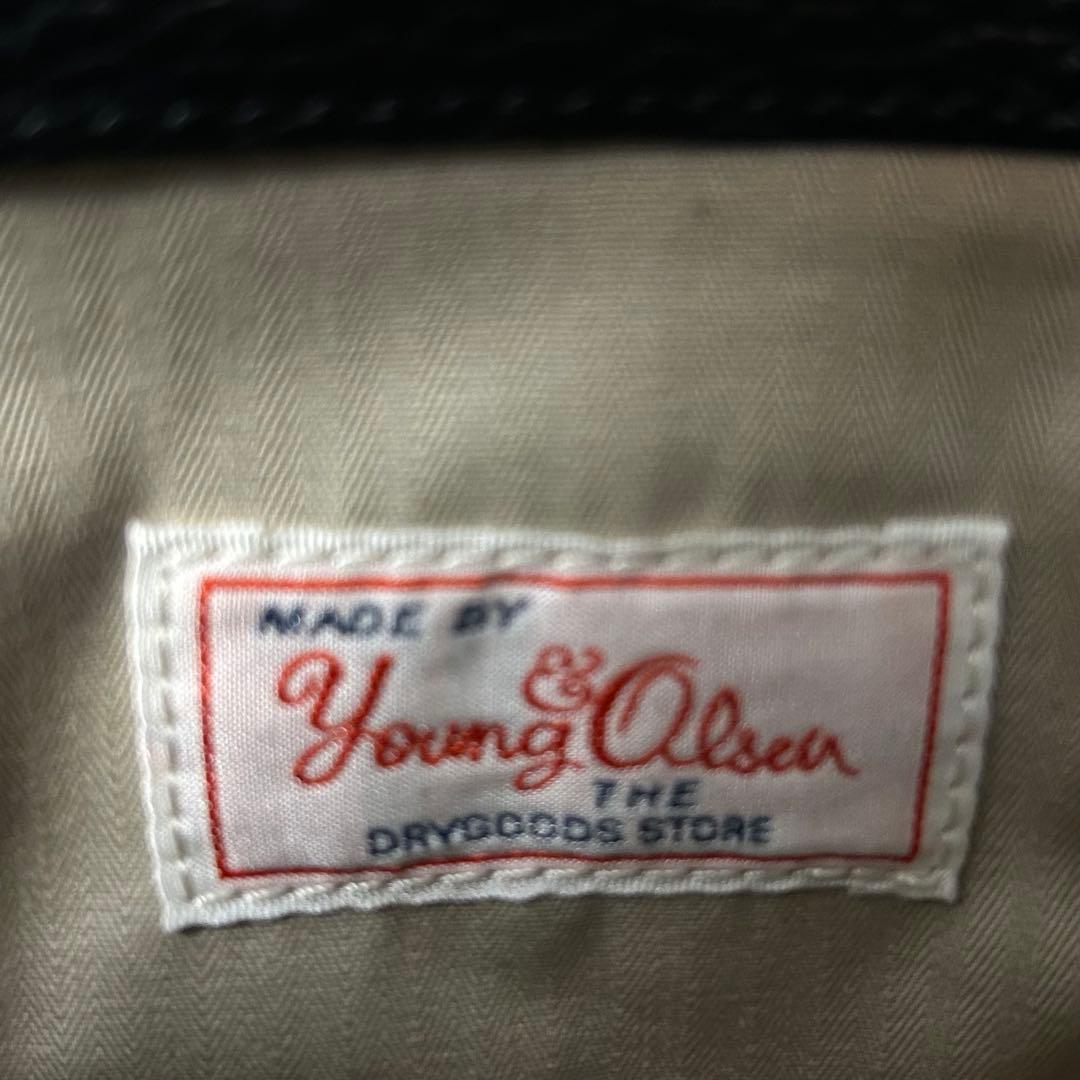 MADE BY
Young & Olsen
THE
DRYGOODS STORE